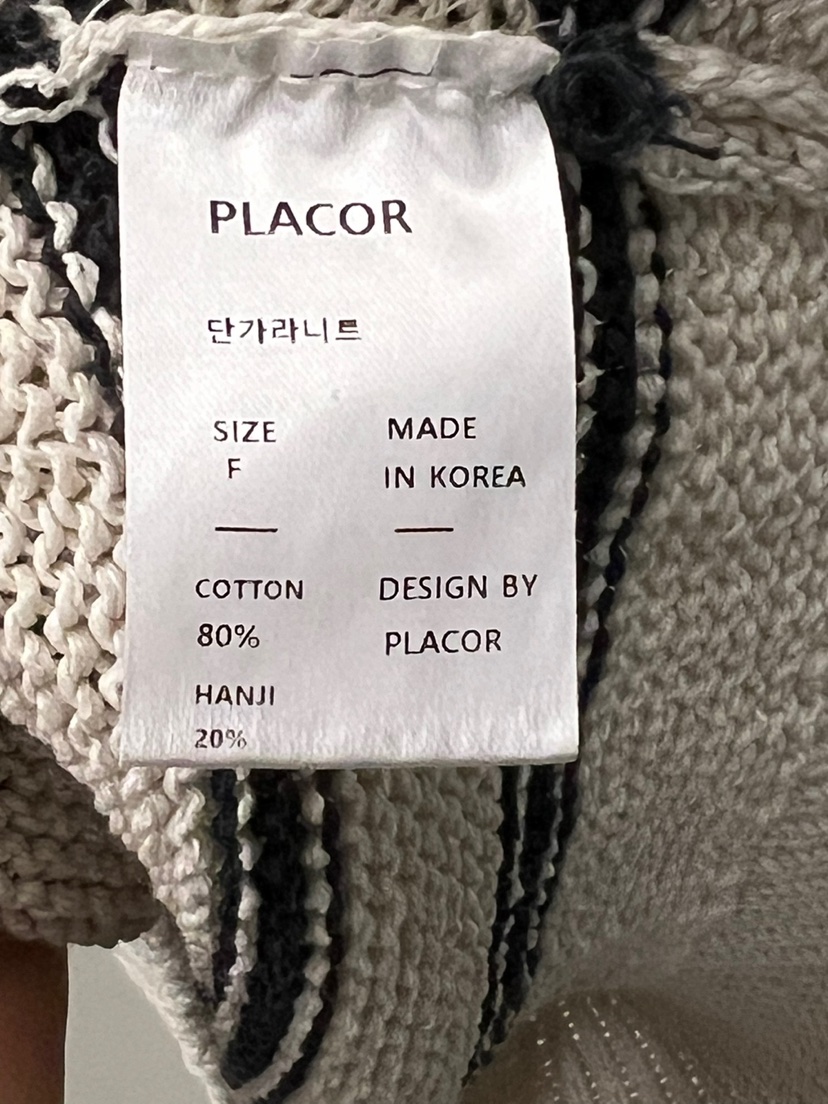 PLACOR
단가라니트
SIZE
F
MADE
IN KOREA
COTTON
80%
HANJI
20%
DESIGN BY
PLACOR